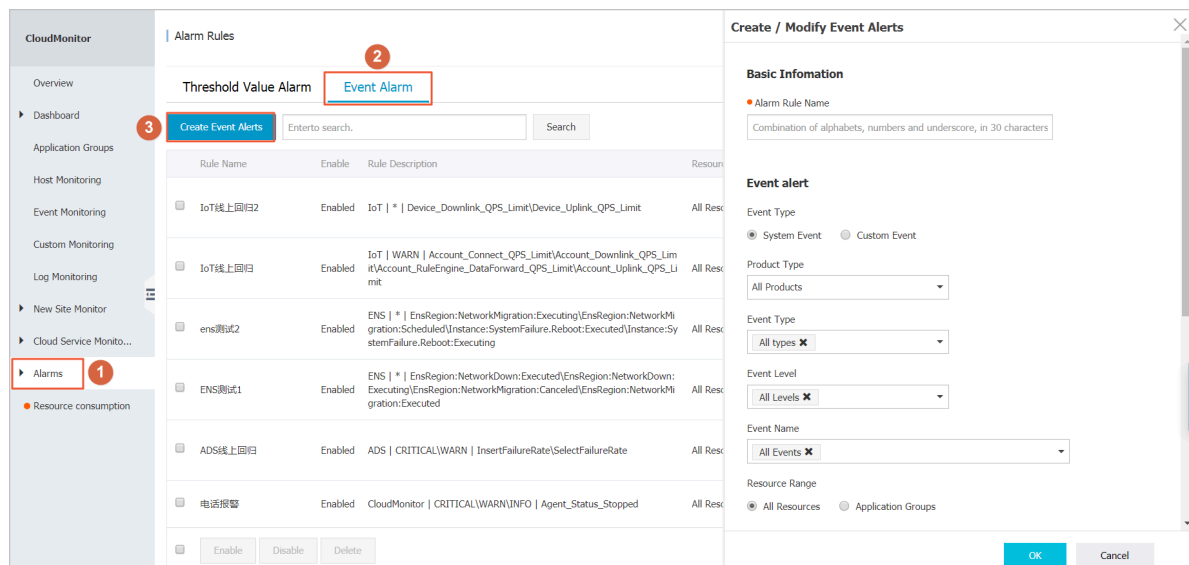 CloudMonitor
Overview
Dashboard
Application Groups
Host Monitoring
Event Monitoring
Custom Monitoring
Log Monitoring
New Site Monitor
Cloud Service Monito...
Alarms
1
Resource consumption
Alarm Rules
2
Threshold Value Alarm Event Alarm
3
Create Event Alerts Enterto search. Search
Rule Name Enable Rule Description Resour
IoT线上回归2 Enabled IoT | * | Device_Downlink_QPS_Limit\Device_Uplink_QPS_Limit All Reso
IoT | WARN | Account_Connect_QPS_Limit\Account_Downlink_QPS_Lim
IoT线上回归 Enabled it\Account_RuleEngine_DataForward_QPS_Limit\Account_Uplink_QPS_Li All Reso
mit
ENS | * | EnsRegion:NetworkMigration:Executing\EnsRegion:NetworkMi
ens测试2 Enabled gration:Scheduled\Instance:SystemFailure.Reboot:Executed\Instance:Sy All Reso
stemFailure.Reboot:Executing
ENS | * | EnsRegion:NetworkDown:Executed\EnsRegion:NetworkDown:
ENS测试1 Enabled Executing\EnsRegion:NetworkMigration:Canceled\EnsRegion:NetworkMi All Reso
gration:Executed
ADS线上回归 Enabled ADS | CRITICAL\WARN | InsertFailureRate\SelectFailureRate All Reso
电话报警 Enabled CloudMonitor | CRITICAL\WARN\INFO | Agent_Status_Stopped All Reso
Enable Disable Delete
Create / Modify Event Alerts
Basic Infomation
Alarm Rule Name
Combination of alphabets, numbers and underscore, in 30 characters
Event alert
Event Type
System Event Custom Event
Product Type
All Products
Event Type
All types
Event Level
All Levels
Event Name
All Events
Resource Range
All Resources Application Groups
OK Cancel